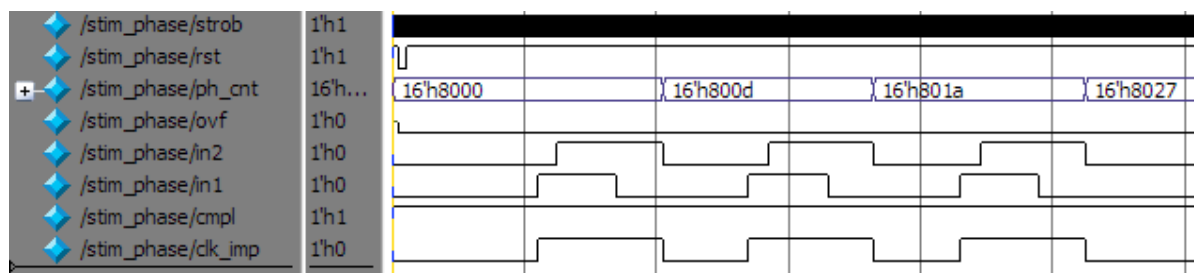 /stim_phase/strob 1'h1
/stim_phase/rst 1'h1
/stim_phase/ph_cnt 16'h... 16'h8000 16'h800d 16'h801a 16'h8027
/stim_phase/ovf 1'h0
/stim_phase/in2 1'h0
/stim_phase/in1 1'h0
/stim_phase/cmpl 1'h1
/stim_phase/clk_imp 1'h0